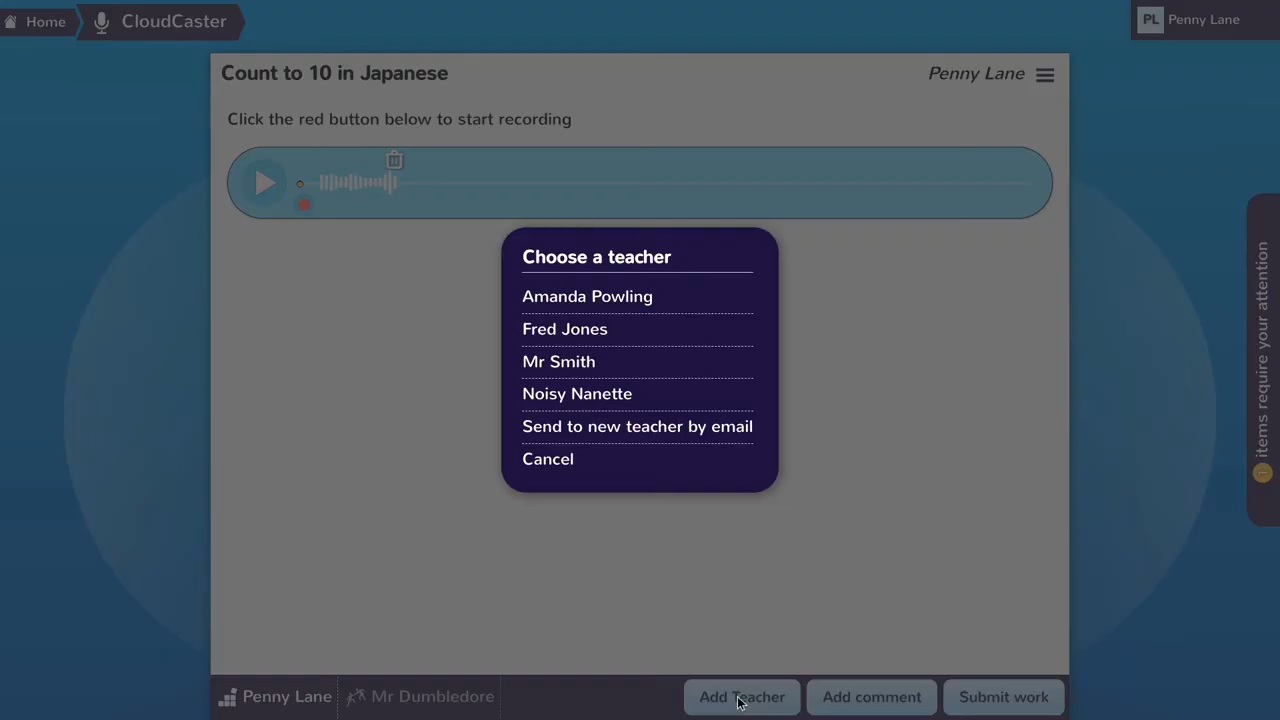 Home
CloudCaster
PL
Penny Lane
Count to 10 in Japanese
Penny Lane
Click the red button below to start recording
Choose a teacher
Amanda Powling
Fred Jones
Mr Smith
Noisy Nanette
Send to new teacher by email
Cancel
items require your attention
Penny Lane
Mr Dumbledore
Add Teacher
Add comment
Submit work